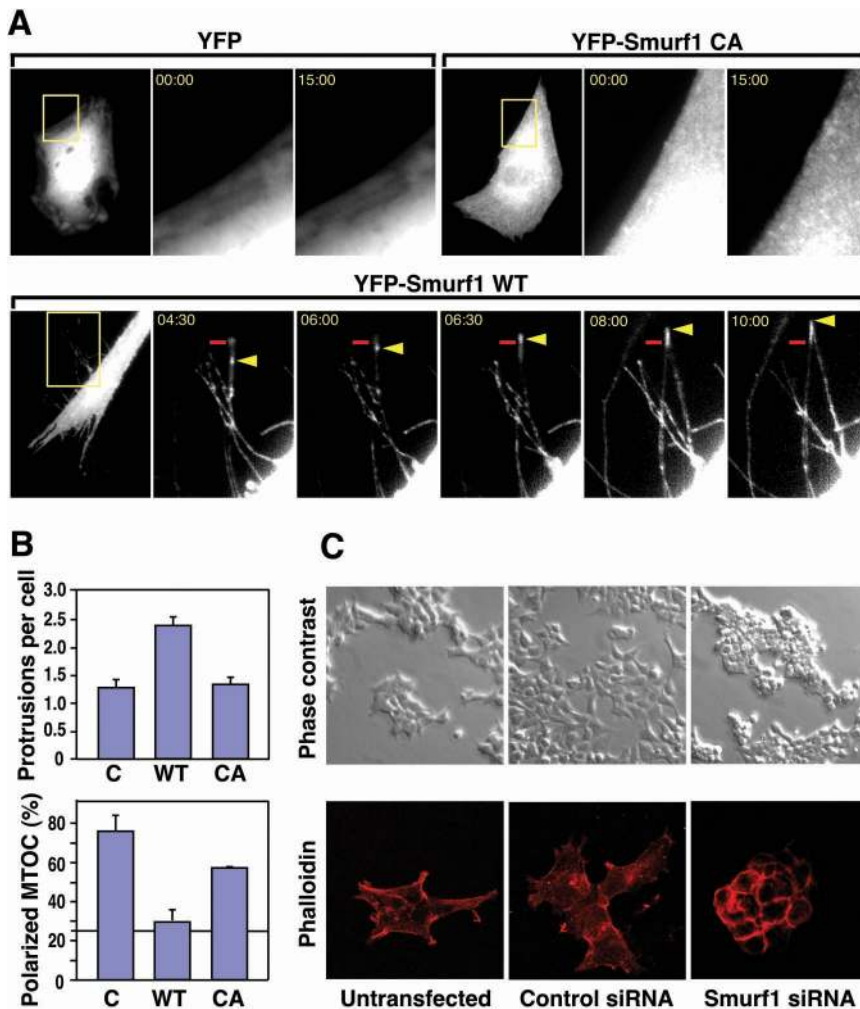 A
YFP
YFP-Smurf1 CA
00:00
15:00
00:00
15:00
YFP-Smurf1 WT
04:30
06:00
06:30
08:00
10:00
B
Protrusions per cell
3.0
2.5
2.0
1.5
1.0
0.5
0
C WT CA
Polarized MTOC (%)
80
60
40
20
0
C WT CA
C
Phase contrast
Phalloidin
Untransfected
Control siRNA
Smurf1 siRNA